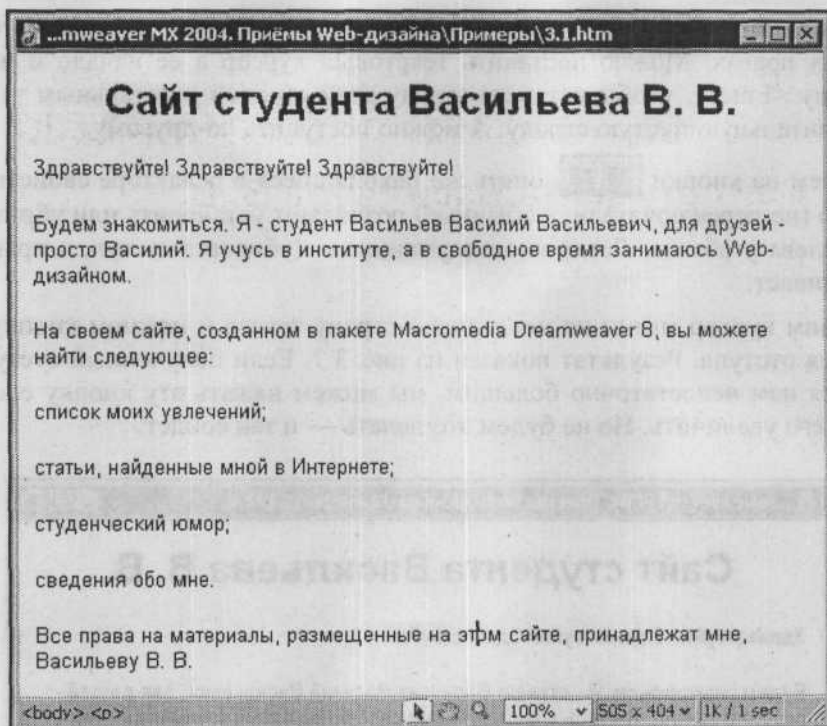 ...mweaver MX 2004. Приёмы Web-дизайна\Примеры\3.1.htm
Сайт студента Васильева В. В.
Здравствуйте! Здравствуйте! Здравствуйте!
Будем знакомиться. Я - студент Васильев Василий Васильевич, для друзей -
просто Василий. Я учусь в институте, а в свободное время занимаюсь Web-
дизайном.
На своем сайте, созданном в пакете Macromedia Dreamweaver 8, вы можете
найти следующее:
список моих увлечений;
статьи, найденные мной в Интернете;
студенческий юмор;
сведения обо мне.
Все права на материалы, размещенные на этом сайте, принадлежат мне,
Васильеву В. В.
<body> <p> 100% 505 x 404 1K / 1 sec